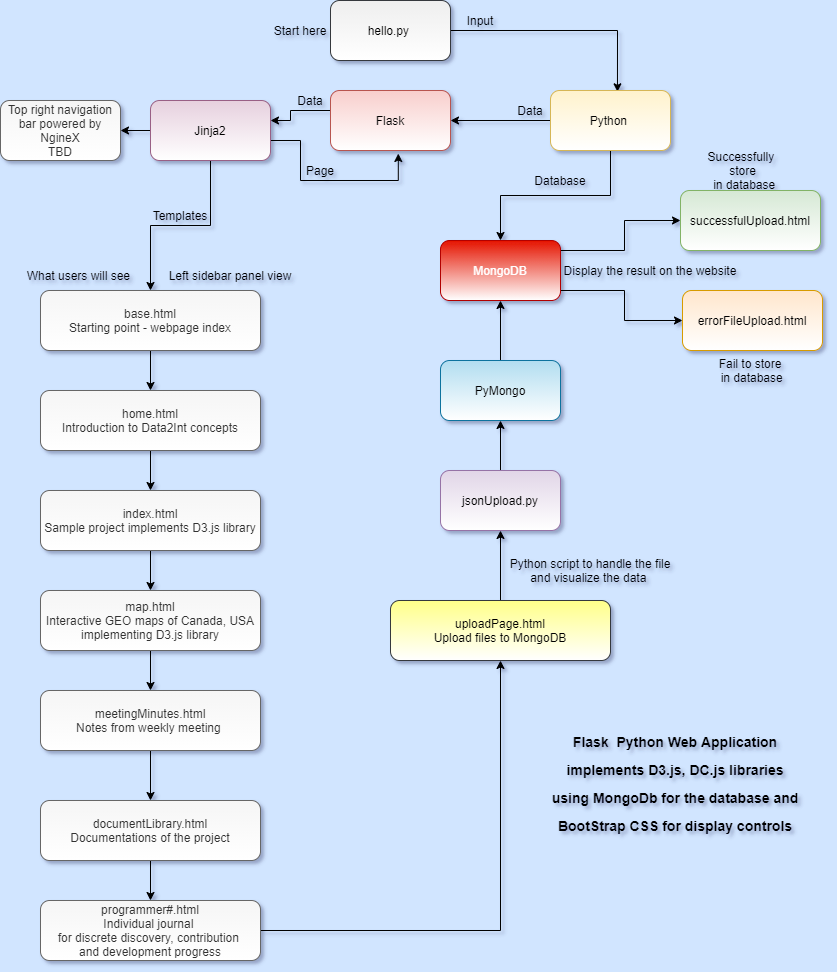 Start here
hello.py
Input
Top right navigation
bar powered by
NgineX
TBD
Jinja2
Data
Flask
Data
Python
Page
Database
Templates
Successfully
store
in database
successfulUpload.html
MongoDB
Display the result on the website
errorFileUpload.html
Fail to store
in database
What users will see
Left sidebar panel view
base.html
Starting point - webpage index
home.html
Introduction to Data2Int concepts
index.html
Sample project implements D3.js library
map.html
Interactive GEO maps of Canada, USA
implementing D3.js library
meetingMinutes.html
Notes from weekly meeting
documentLibrary.html
Documentations of the project
programmer#.html
Individual journal
for discrete discovery, contribution
and development progress
PyMongo
jsonUpload.py
Python script to handle the file
and visualize the data
uploadPage.html
Upload files to MongoDB
Flask Python Web Application
implements D3.js, DC.js libraries
using MongoDb for the database and
BootStrap CSS for display controls